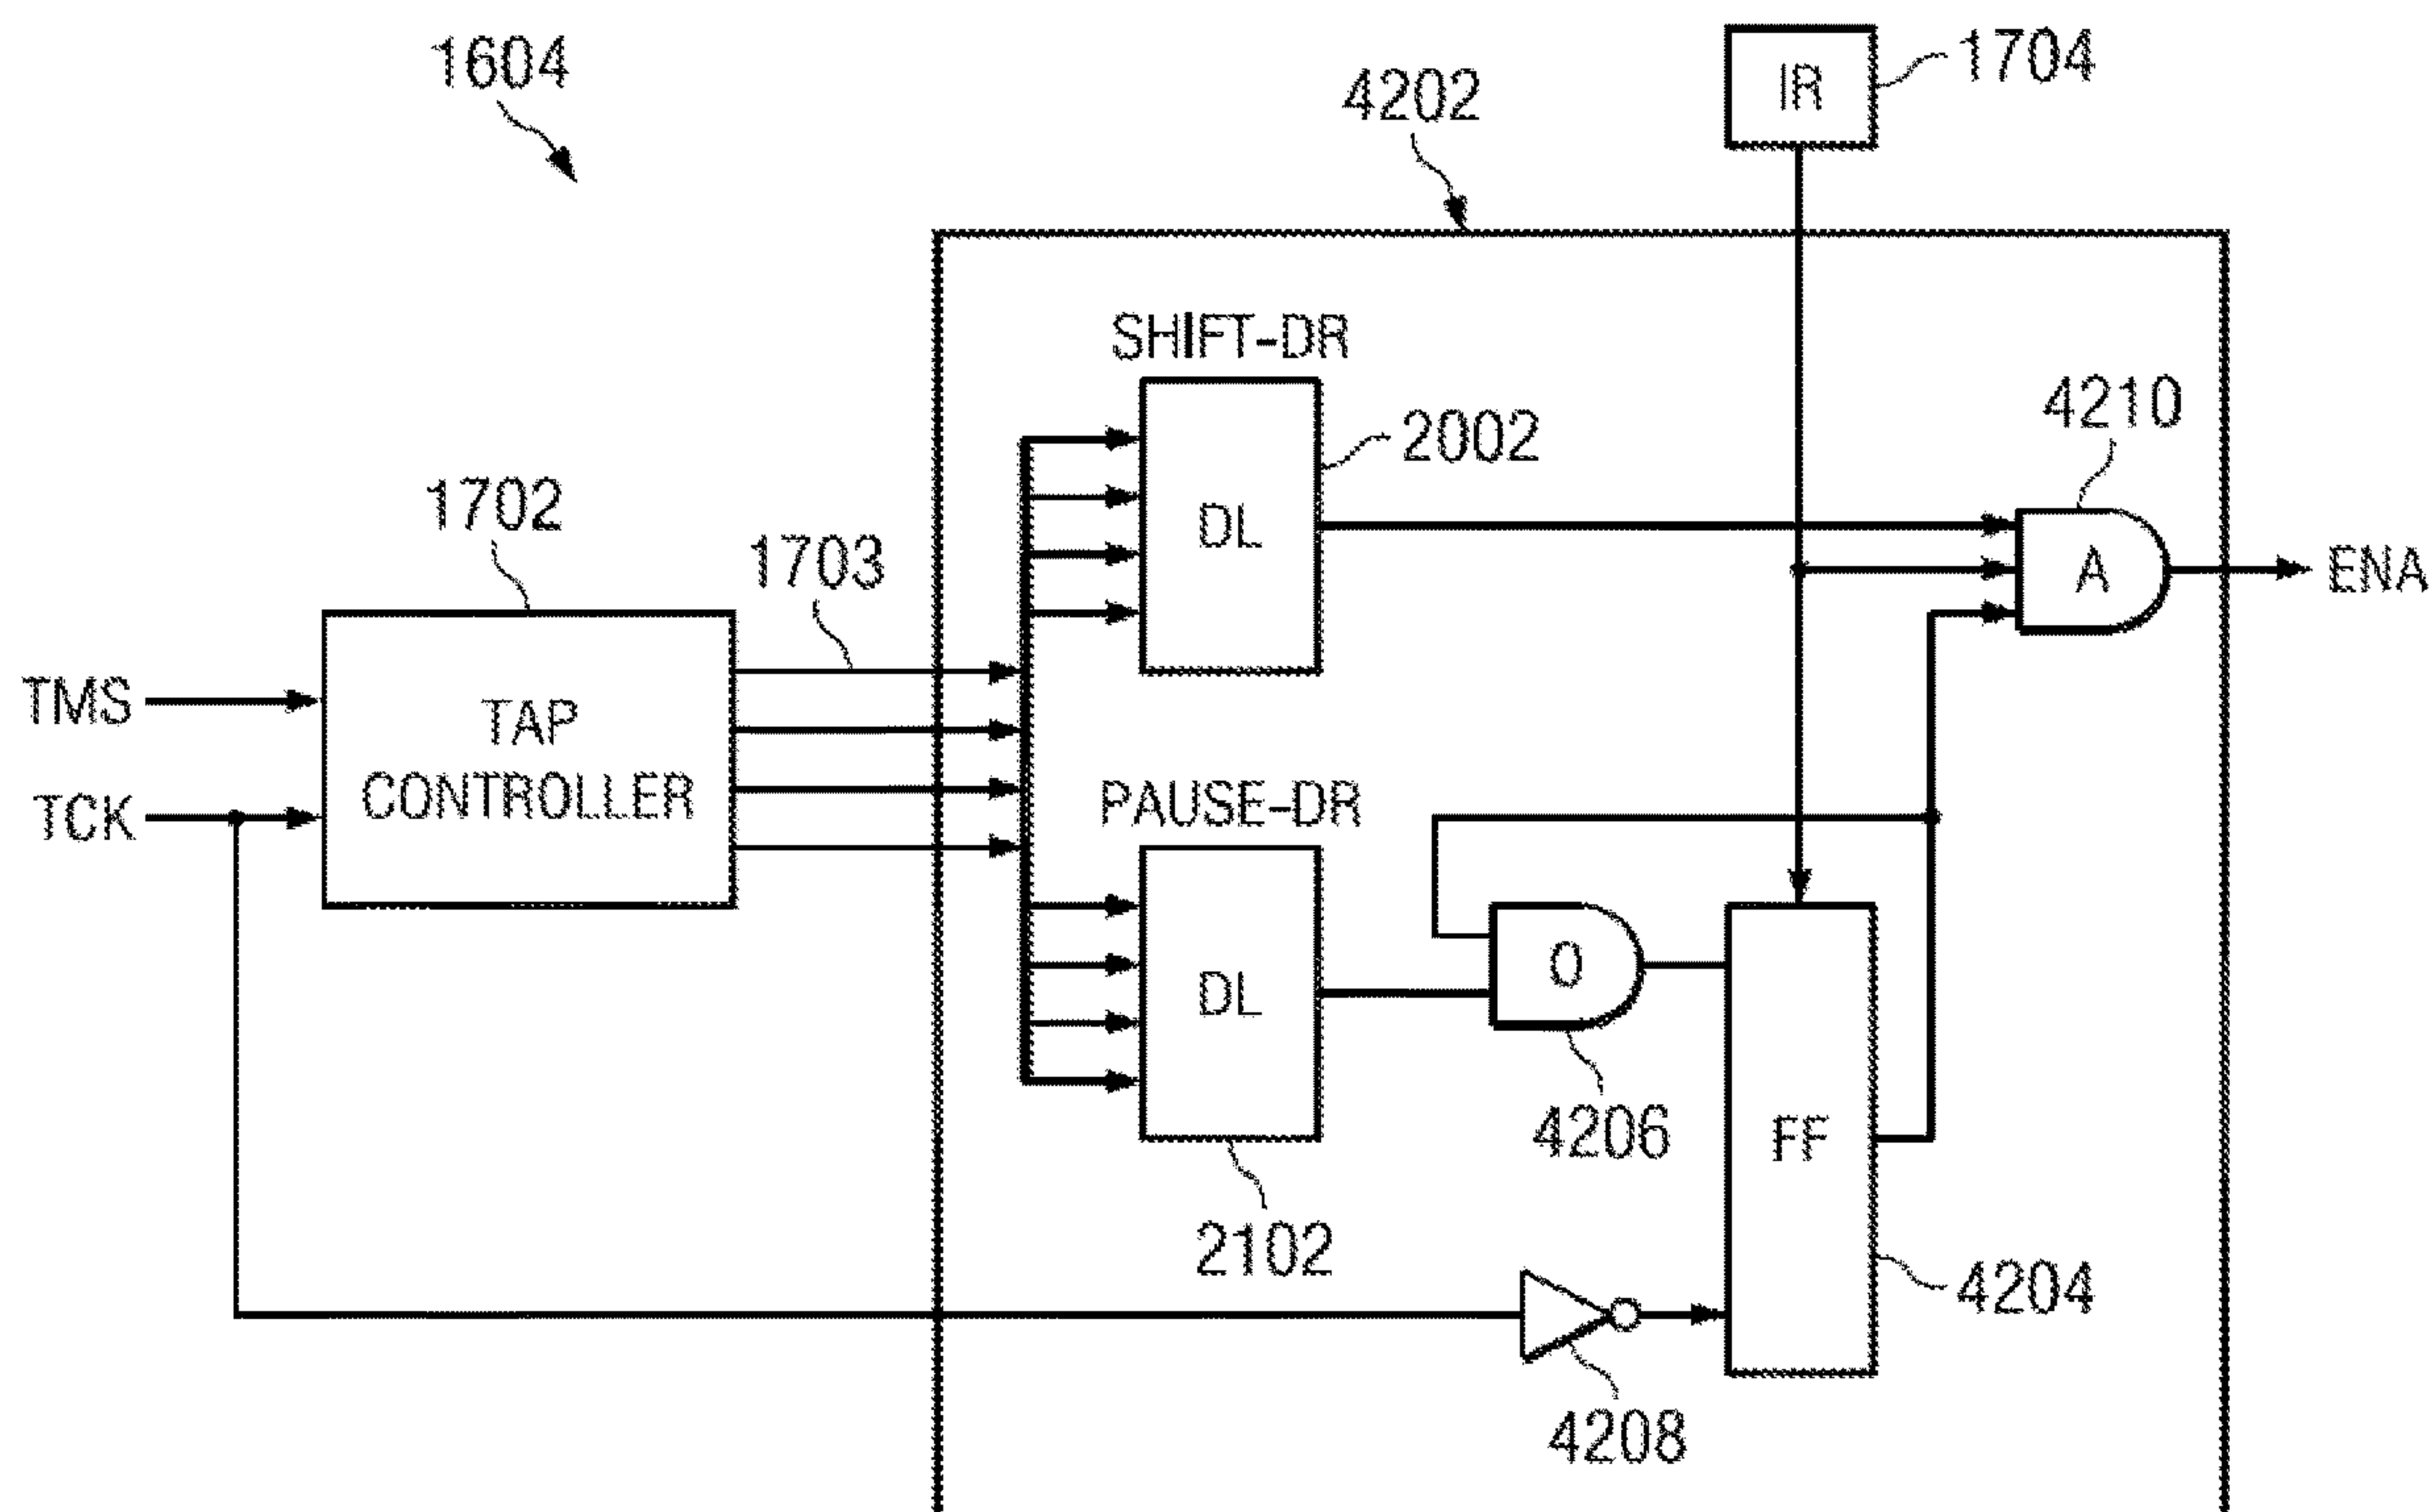 1604
4202
IR
1704
SHIFT-DR
4210
2002
DL
1702
1703
A
ENA
TMS
TAP
CONTROLLER
TCK
PAUSE-DR
O
DL
4206
FF
2102
4204
4208